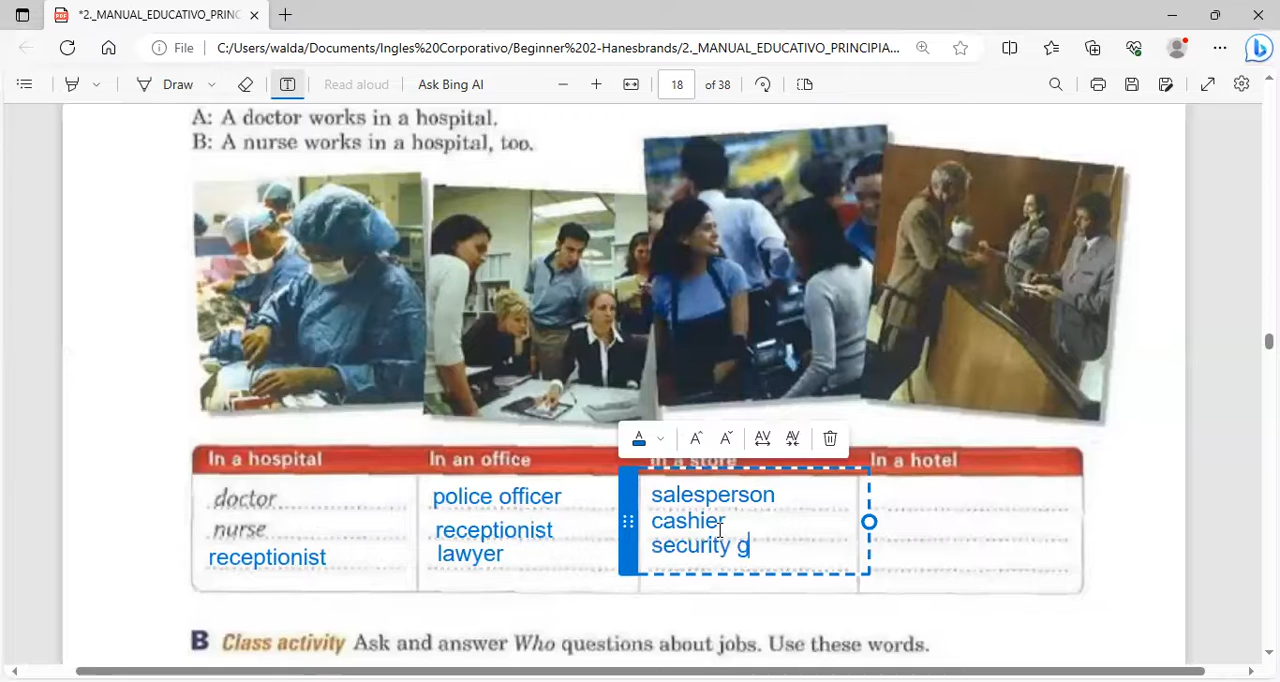 *2._MANUAL_EDUCATIVO_PRINC
File
C:/Users/walda/Documents/Ingles%20Corporativo/Beginner%202-Hanesbrands/2._MANUAL_EDUCATIVO_PRINCIPIA...
Draw
Read aloud
Ask Bing AI
18
of 38
A: A doctor works in a hospital.
B: A nurse works in a hospital, too.
In a hospital
In an office
In a store
In a hotel
doctor
nurse
receptionist
police officer
receptionist
lawyer
salesperson
cashier
security g
B Class activity Ask and answer Who questions about jobs. Use these words.